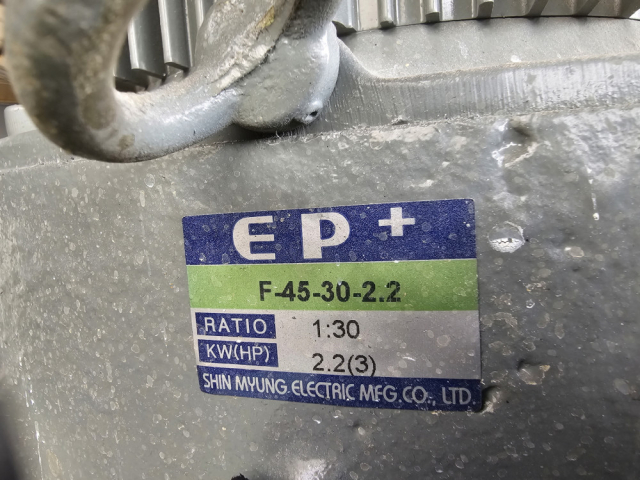 EP+
F-45-30-2.2
RATIO 1:30
KW(HP) 2.2(3)
SHIN MYUNG ELECTRIC MFG.CO., LTD.